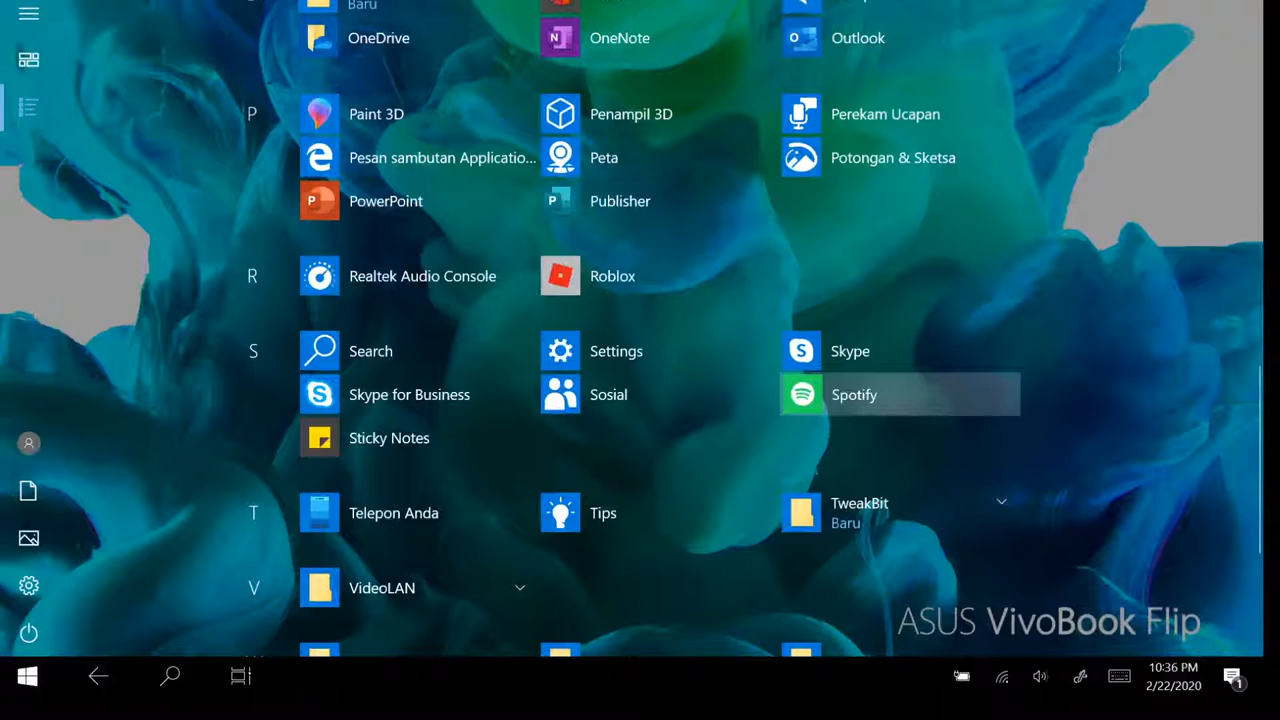 Baru
OneDrive
OneNote
Outlook
P
Paint 3D
Penampil 3D
Perekam Ucapan
Pesan sambutan Applicatio...
Peta
Potongan & Sketsa
PowerPoint
Publisher
R
Realtek Audio Console
Roblox
S
Search
Settings
Skype
Skype for Business
Sosial
Spotify
Sticky Notes
T
Telepon Anda
Tips
TweakBit
Baru
V
VideoLAN
ASUS VivoBook Flip
10:36 PM
2/22/2020
1